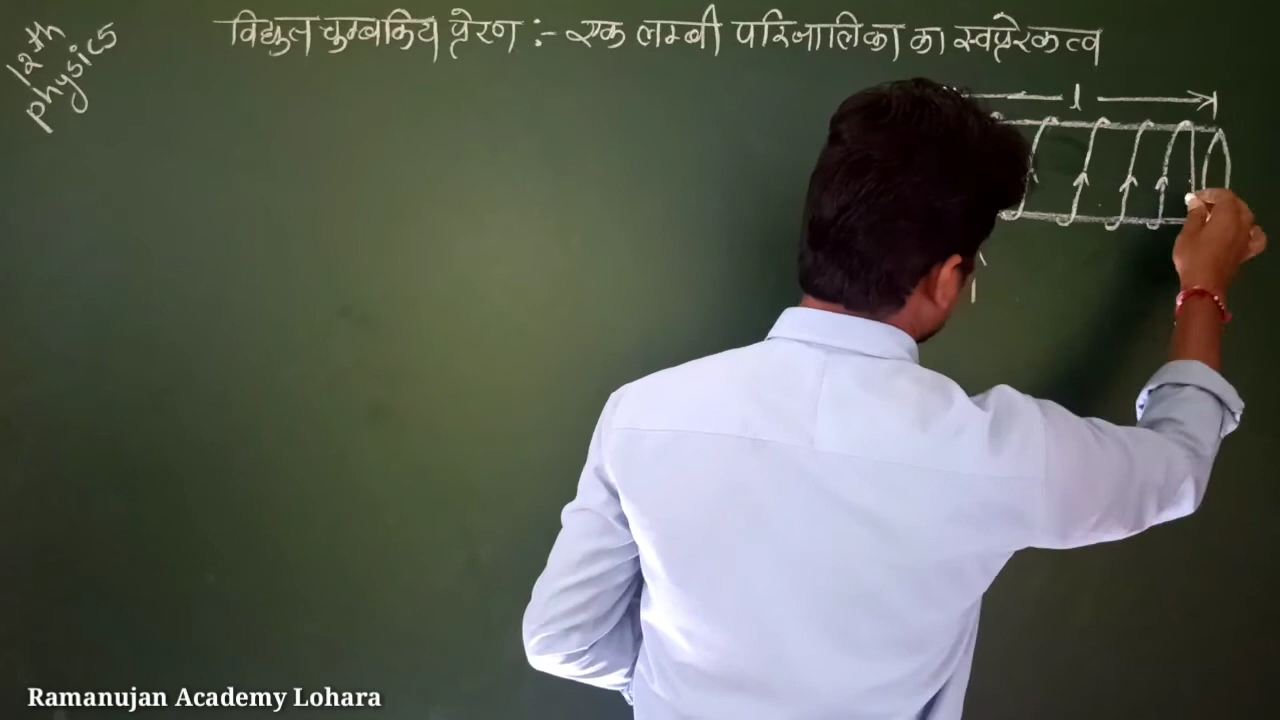 12th
physics
विद्युत चुम्बकिय प्रेरण :- एक लम्बी परिनालिका का स्वप्रेरकत्व
l
Ramanujan Academy Lohara